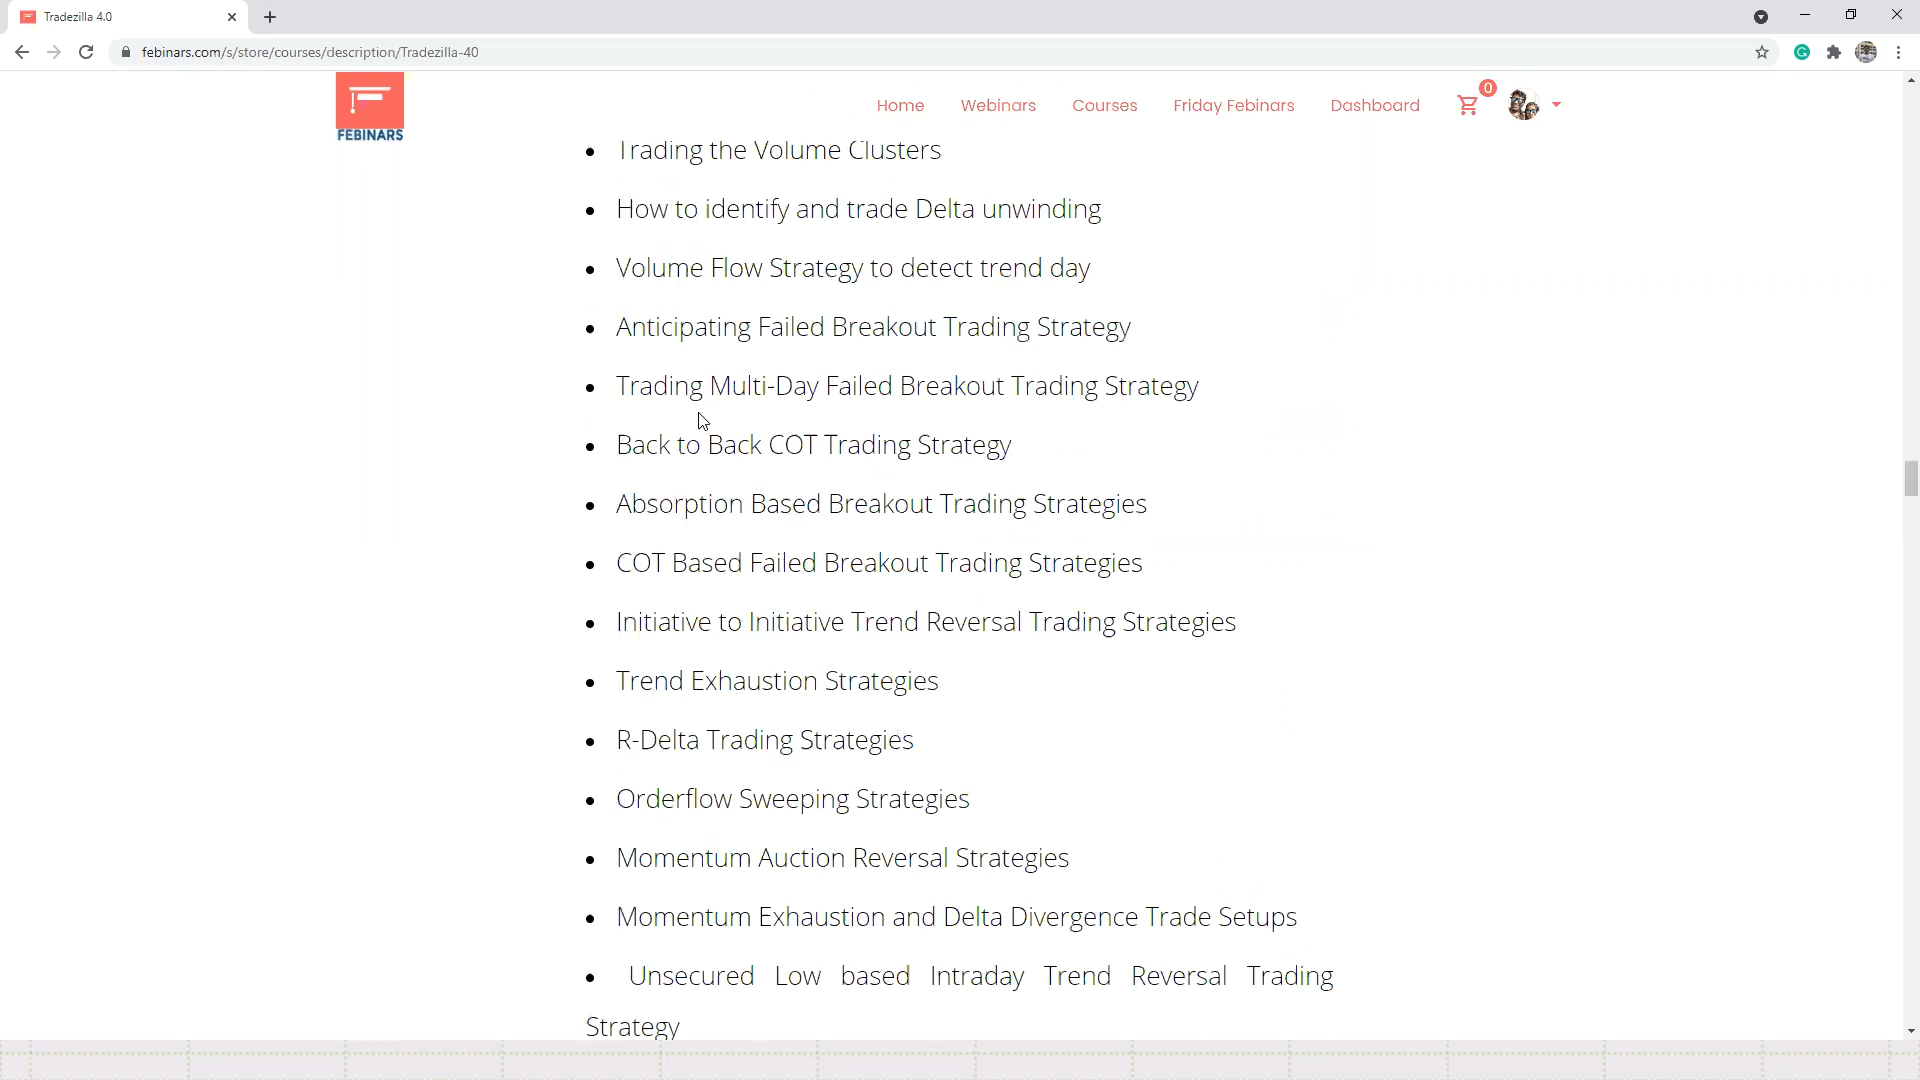 Tradezilla 4.0
febinars.com/s/store/courses/description/Tradezilla-40
FEBINARS
Home Webinars Courses Friday Febinars Dashboard 0
Trading the Volume Clusters
How to identify and trade Delta unwinding
Volume Flow Strategy to detect trend day
Anticipating Failed Breakout Trading Strategy
Trading Multi-Day Failed Breakout Trading Strategy
Back to Back COT Trading Strategy
Absorption Based Breakout Trading Strategies
COT Based Failed Breakout Trading Strategies
Initiative to Initiative Trend Reversal Trading Strategies
Trend Exhaustion Strategies
R-Delta Trading Strategies
Orderflow Sweeping Strategies
Momentum Auction Reversal Strategies
Momentum Exhaustion and Delta Divergence Trade Setups
Unsecured Low based Intraday Trend Reversal Trading
Strategy